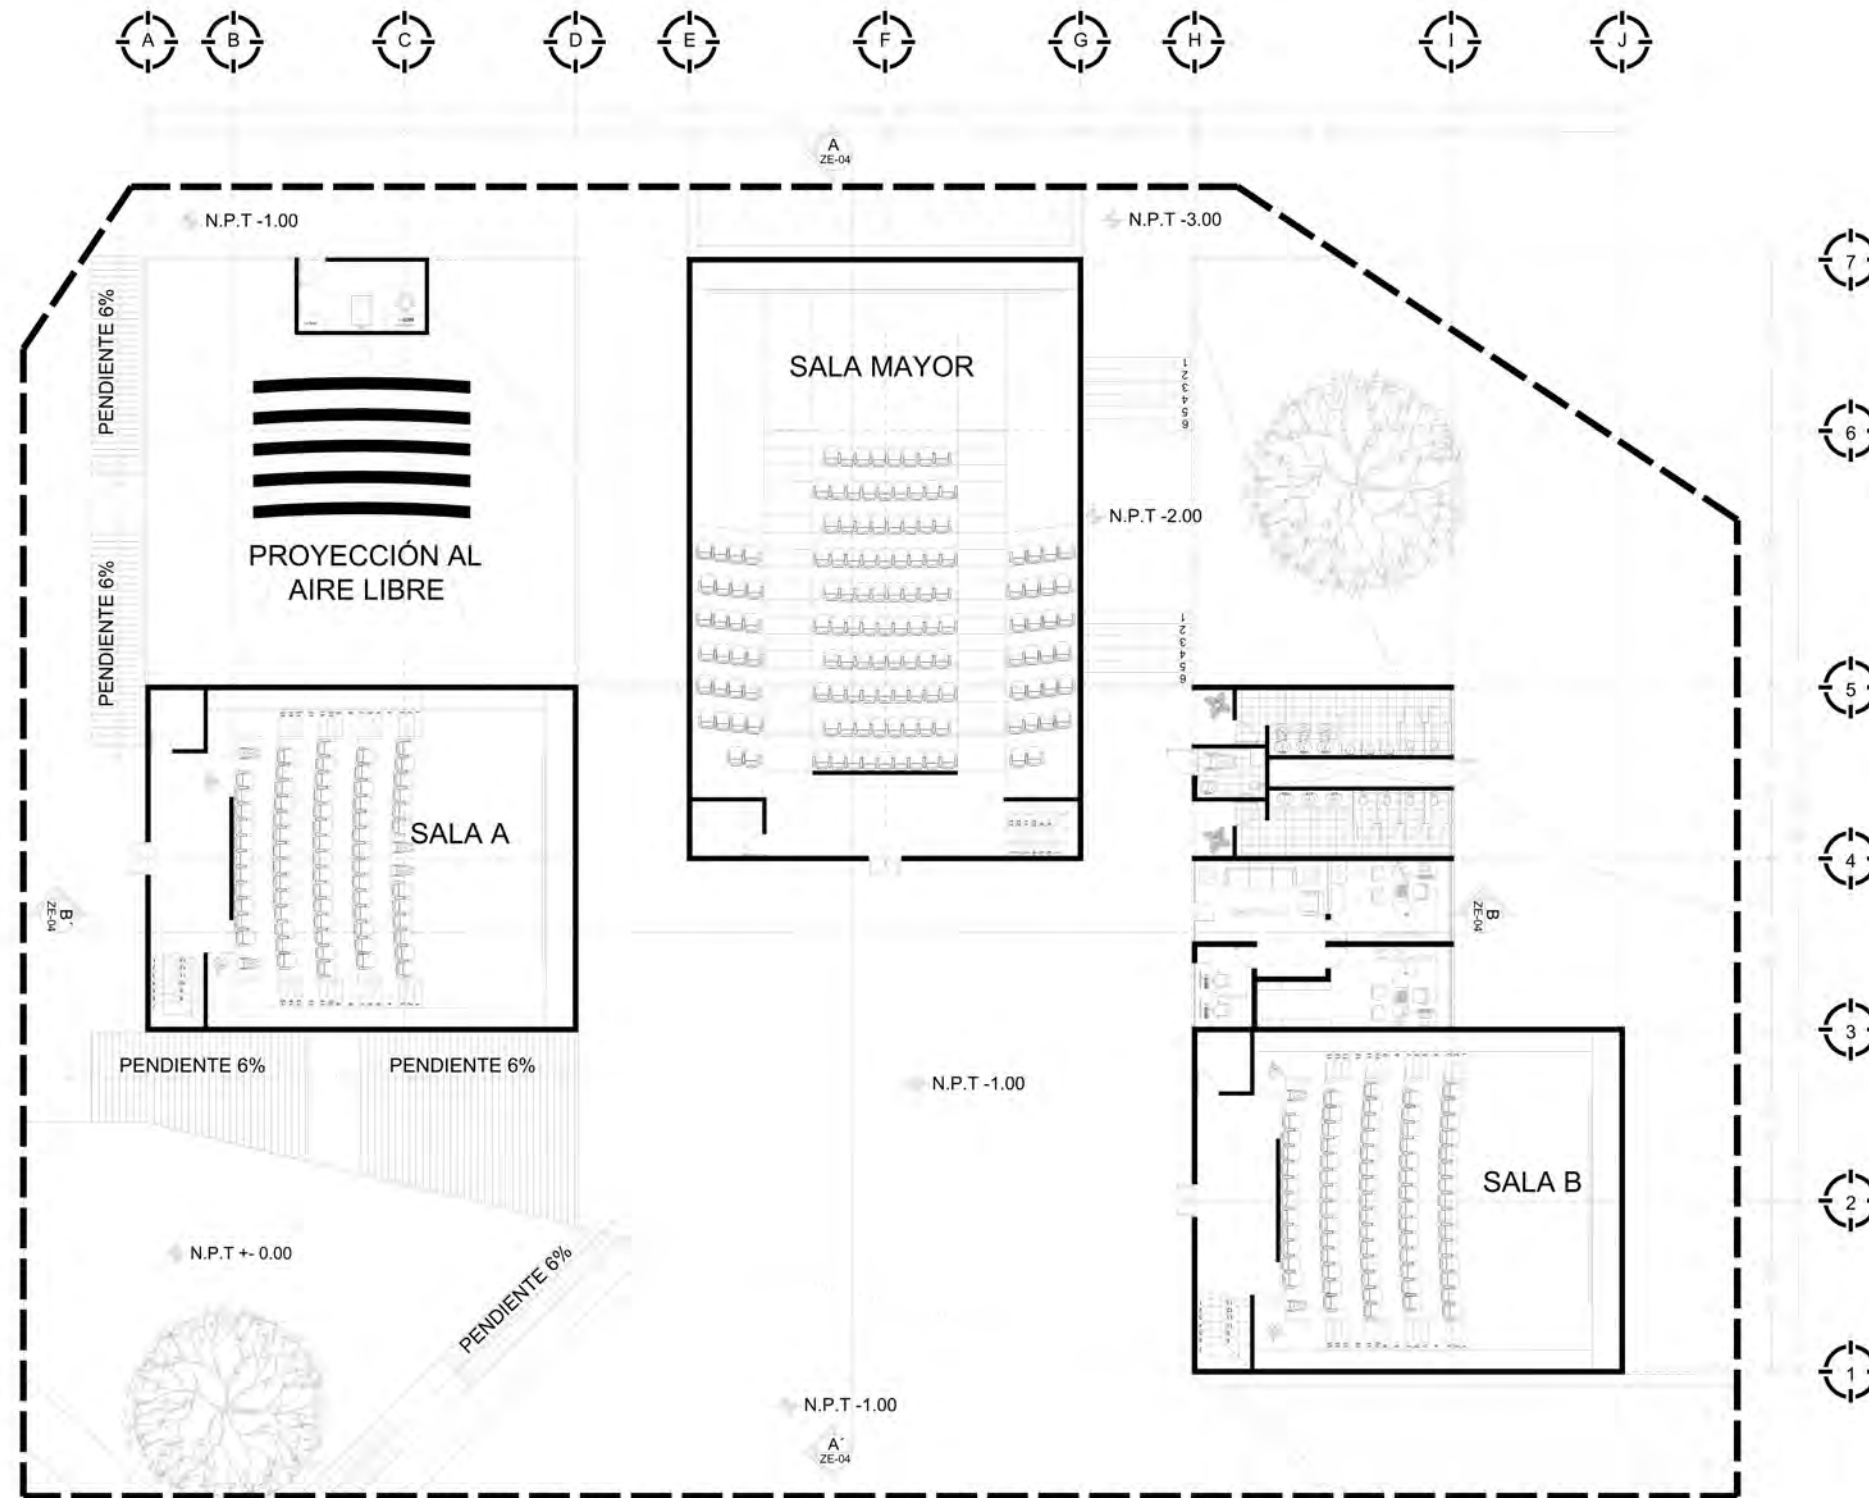 A B C D E F G H I J
A
ZE-04
N.P.T -1.00
N.P.T -3.00
7
PENDIENTE 6%
SALA MAYOR
1
2
3
4
5
6
6
N.P.T -2.00
PROYECCIÓN AL
AIRE LIBRE
PENDIENTE 6%
1
2
3
4
5
6
5
SALA A
4
B´
ZE-04
B
ZE-04
3
PENDIENTE 6%
PENDIENTE 6%
N.P.T -1.00
SALA B
2
N.P.T +- 0.00
PENDIENTE 6%
1
N.P.T -1.00
A´
ZE-04